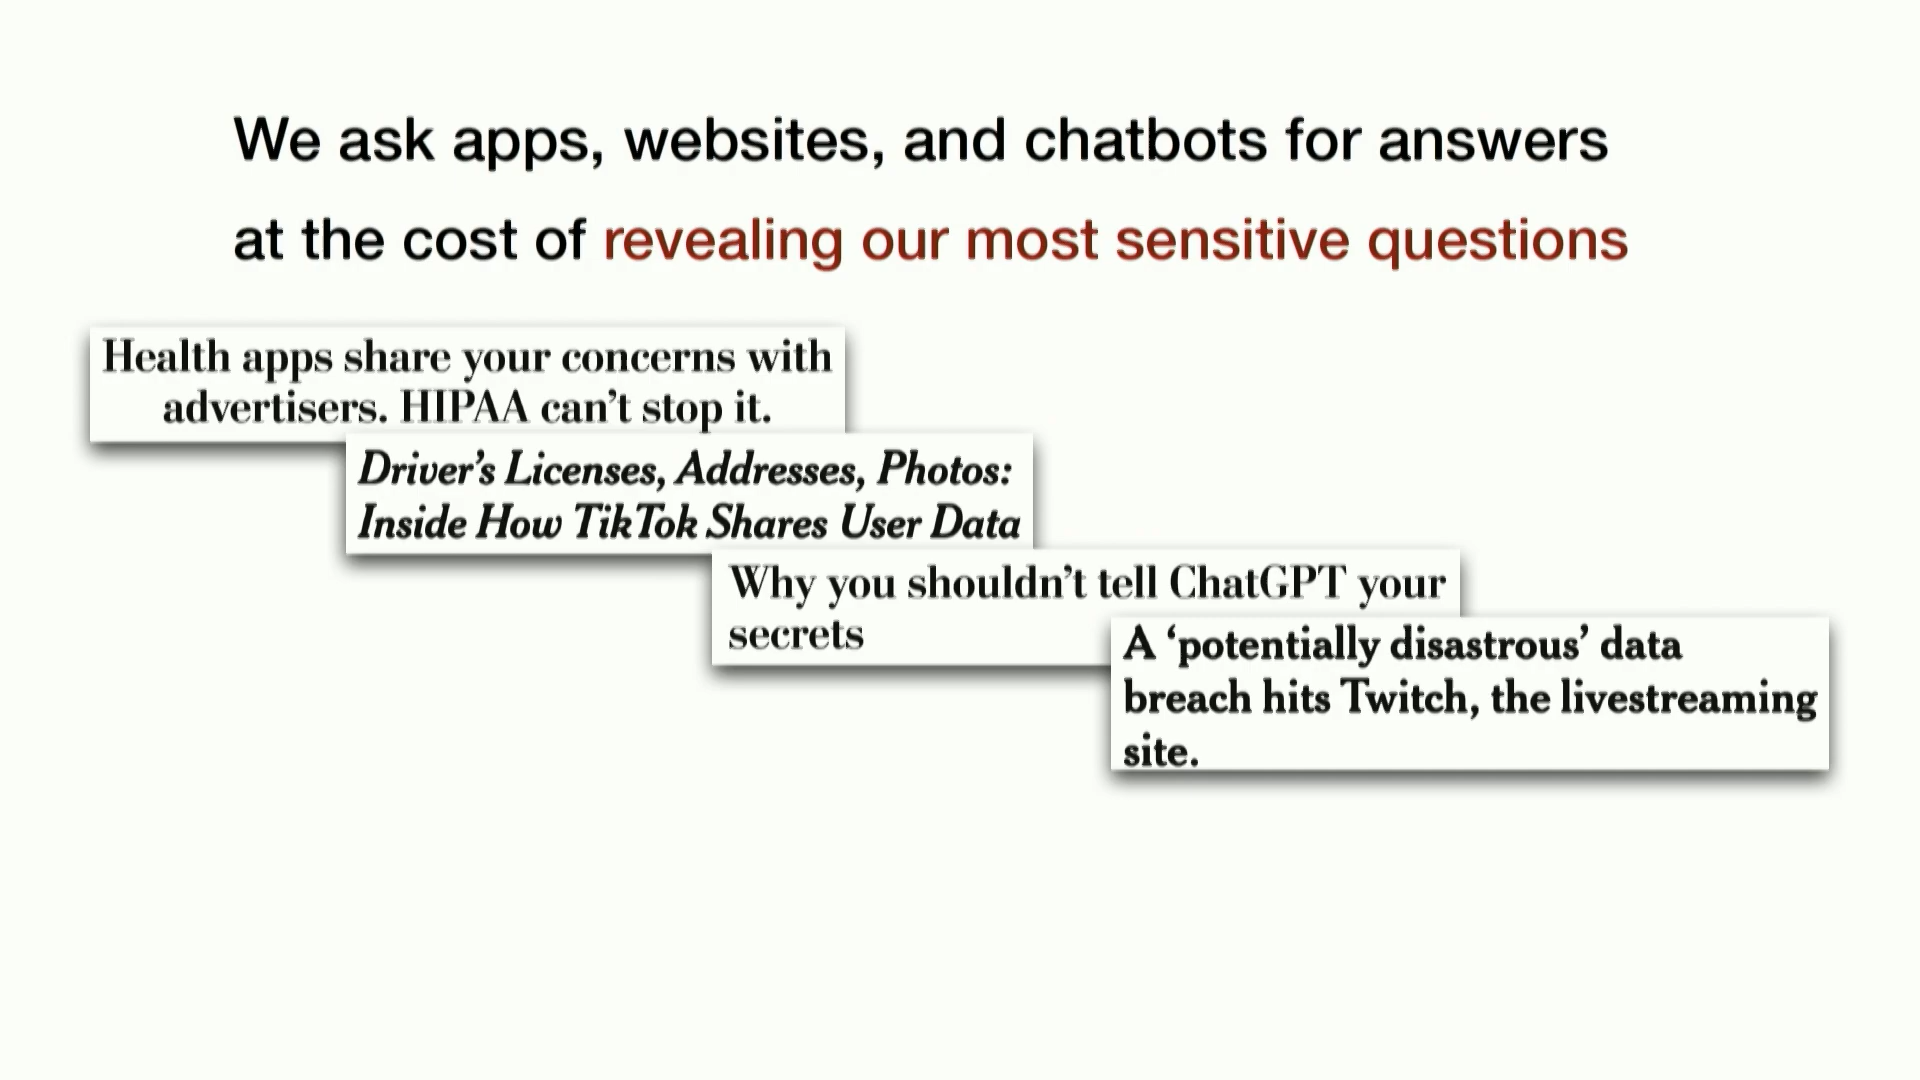 We ask apps, websites, and chatbots for answers
at the cost of revealing our most sensitive questions
Health apps share your concerns with
advertisers. HIPAA can’t stop it.
Driver’s Licenses, Addresses, Photos:
Inside How TikTok Shares User Data
Why you shouldn’t tell ChatGPT your
secrets
A ‘potentially disastrous’ data
breach hits Twitch, the livestreaming
site.